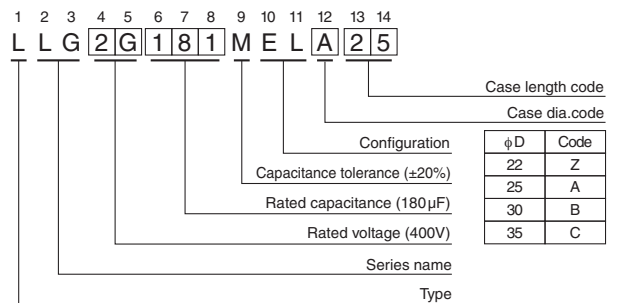 1 2 3 4 5 6 7 8 9 10 11 12 13 14
L L G 2 G 1 8 1 M E L A 2 5
Case length code
Case dia.code
Configuration
Capacitance tolerance (±20%)
Rated capacitance (180µF)
Rated voltage (400V)
Series name
Type
ϕD Code
22 Z
25 A
30 B
35 C